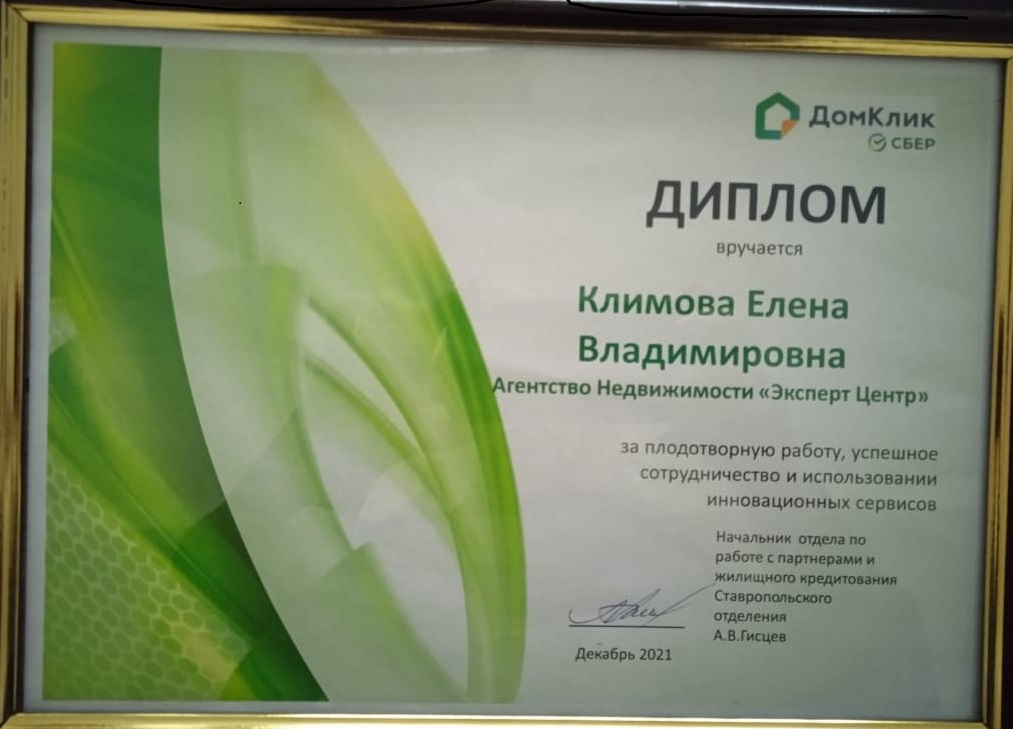 ДомКлик
СБЕР
ДИПЛОМ
вручается
Климова Елена
Владимировна
Агентство Недвижимости «Эксперт Центр»
за плодотворную работу, успешное
сотрудничество и использовании
инновационных сервисов
Начальник отдела по
работе с партнерами и
жилищного кредитования
Ставропольского
отделения
А.В.Гисцев
Декабрь 2021